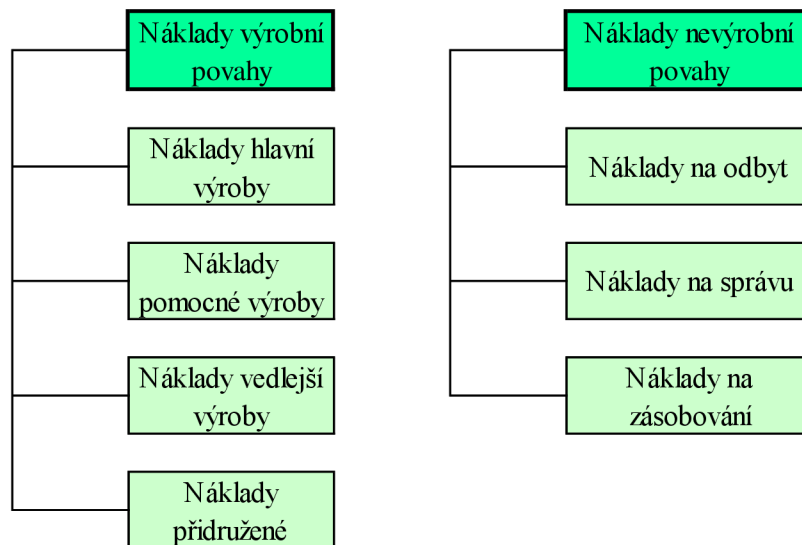 Náklady výrobní
povahy
Náklady hlavní
výroby
Náklady
pomocné výroby
Náklady vedlejší
výroby
Náklady
přidružené
Náklady nevýrobní
povahy
Náklady na odbyt
Náklady na správu
Náklady na
zásobování